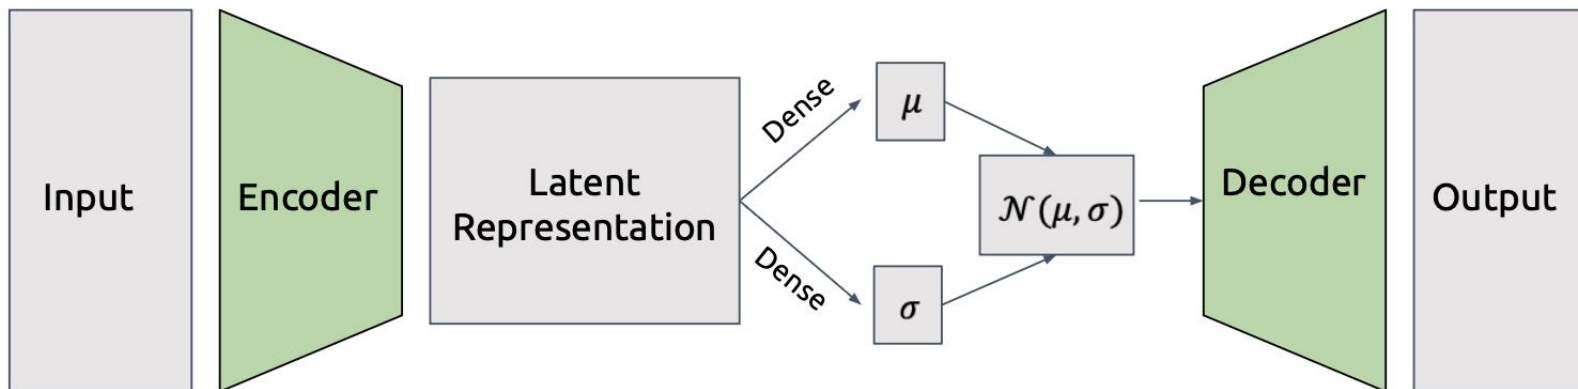 Input
Encoder
Latent
Representation
Dense
Dense
μ
σ
𝒩(μ, σ)
Decoder
Output